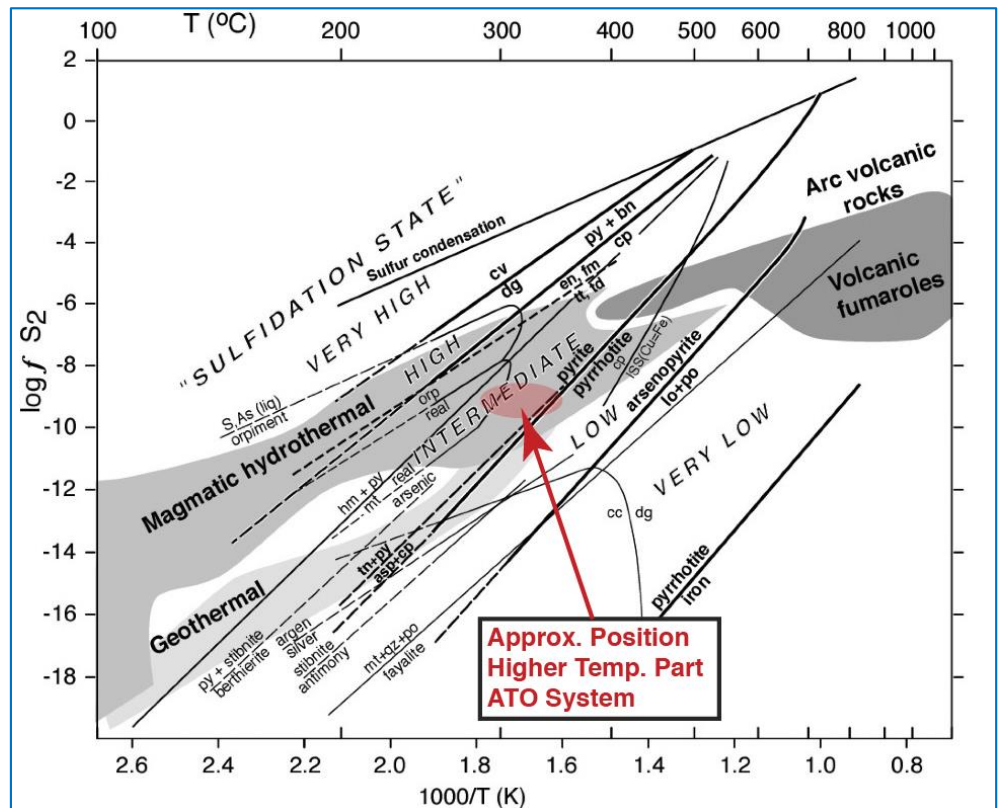 T (ºC)
100 200 300 400 500 600 800 1000
log f S2
2
0
-2
-4
-6
-8
-10
-12
-14
-16
-18
"SULFIDATION STATE"
Sulfur condensation
VERY HIGH
HIGH
INTERMEDIATE
LOW
VERY LOW
Arc volcanic
rocks
Volcanic
fumaroles
py + bn
cp
cv
dg
en, fm
tt, td
pyrite
pyrrhotite
cp
ISS(Cu=Fe)
arsenopyrite
lo+po
S,As (liq)
orpiment
orp
real
Magmatic hydrothermal
hm + py
mt
real
arsenic
cc dg
tn+py
asp+cp
pyrrhotite
iron
Geothermal
py + stibnite
berthierite
argen
silver
stibnite
antimony
mt+qz+po
fayalite
Approx. Position
Higher Temp. Part
ATO System
2.6 2.4 2.2 2.0 1.8 1.6 1.4 1.2 1.0 0.8
1000/T (K)